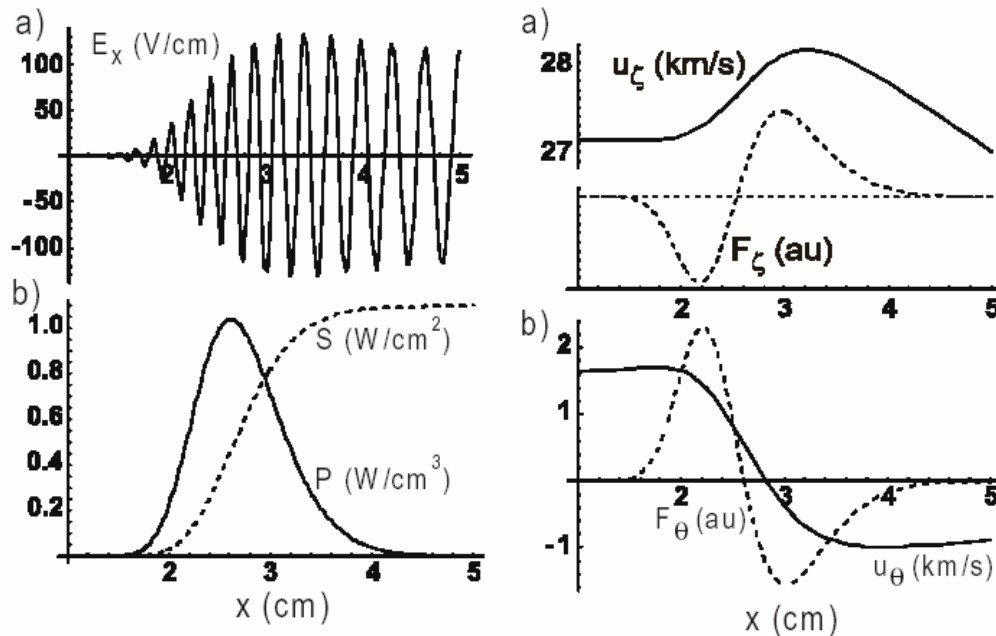 a)
E_x (V/cm)
100
50
-50
-100
2
3
4
5
b)
1.0
0.8
0.6
0.4
0.2
S (W/cm²)
P (W/cm³)
2
3
4
5
x (cm)
a)
28
27
u_ζ (km/s)
F_ζ (au)
2
3
4
5
b)
2
1
-1
2
3
4
5
F_θ (au)
u_θ (km/s)
x (cm)